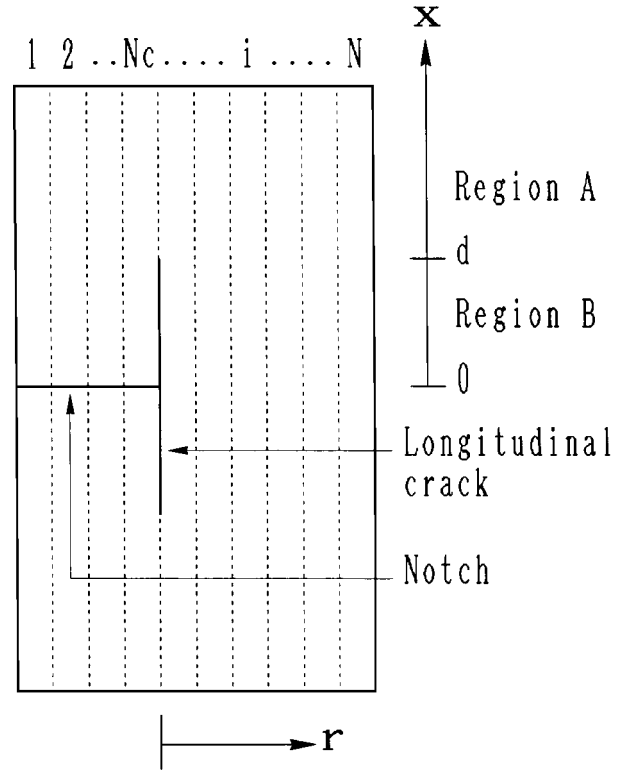 x
1 2 ..Nc.... i .... N
Region A
d
Region B
0
Longitudinal
crack
Notch
r